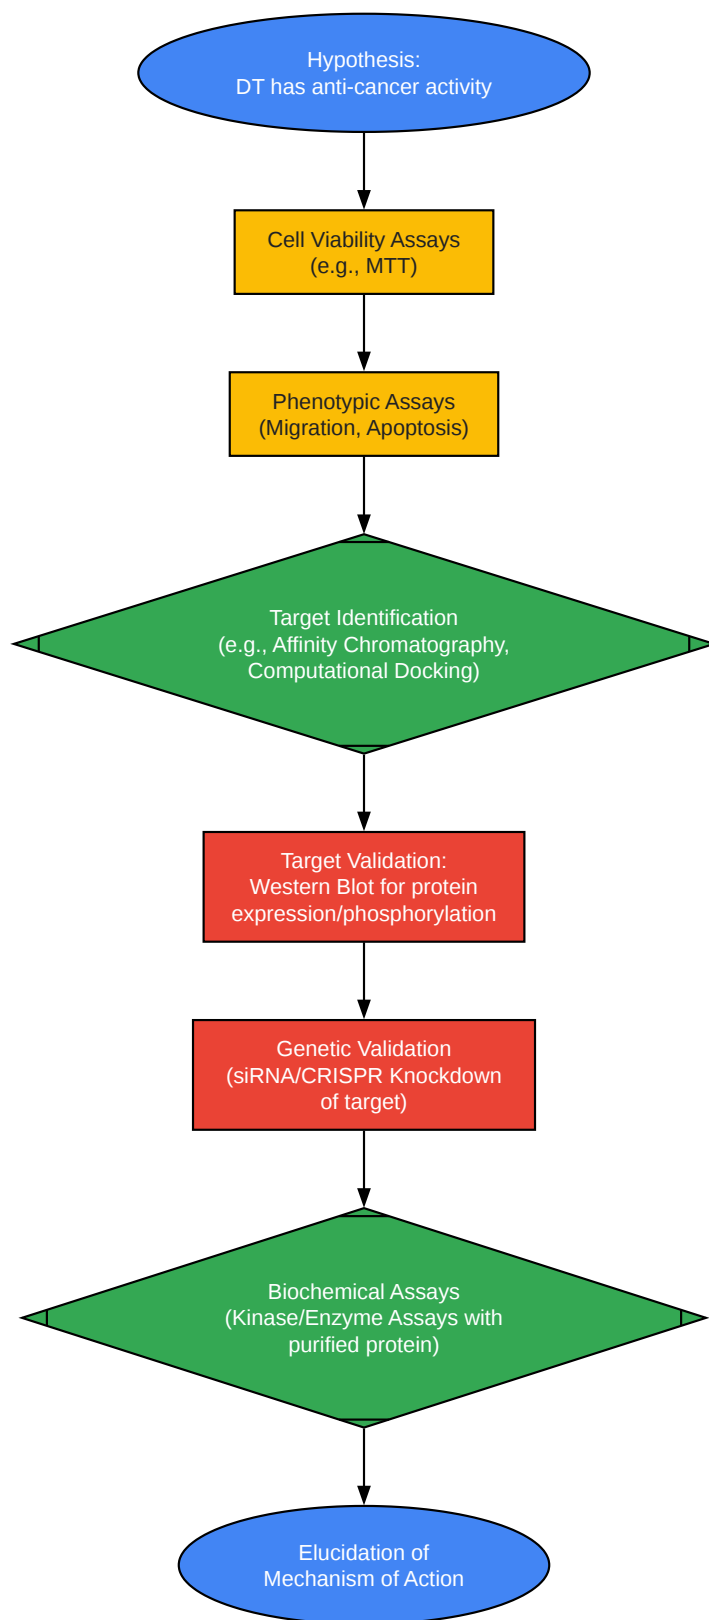 Hypothesis:
DT has anti-cancer activity
Cell Viability Assays
(e.g., MTT)
Phenotypic Assays
(Migration, Apoptosis)
Target Identification
(e.g., Affinity Chromatography,
Computational Docking)
Target Validation:
Western Blot for protein
expression/phosphorylation
Genetic Validation
(siRNA/CRISPR Knockdown
of target)
Biochemical Assays
(Kinase/Enzyme Assays with
purified protein)
Elucidation of
Mechanism of Action